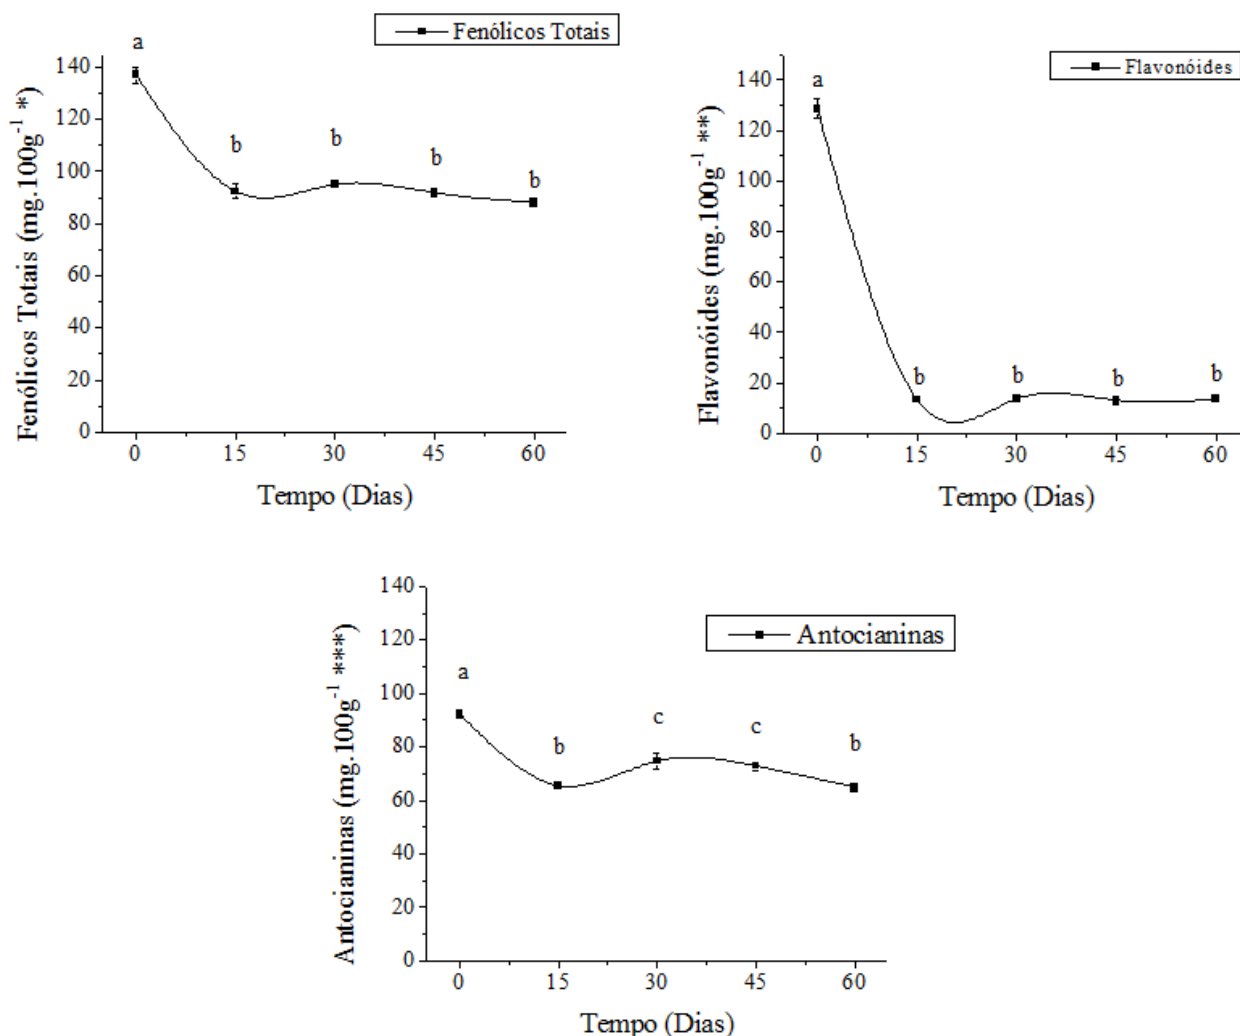 Fenólicos Totais
a
b
b
b
b
140
120
100
80
60
40
20
0
Fenólicos Totais (mg.100g⁻¹ *)
0 15 30 45 60
Tempo (Dias)
Flavonóides
a
b
b
b
b
140
120
100
80
60
40
20
0
Flavonóides (mg.100g⁻¹ **)
0 15 30 45 60
Tempo (Dias)
Antocianinas
a
b
c
c
b
140
120
100
80
60
40
20
0
Antocianinas (mg.100g⁻¹ ***)
0 15 30 45 60
Tempo (Dias)